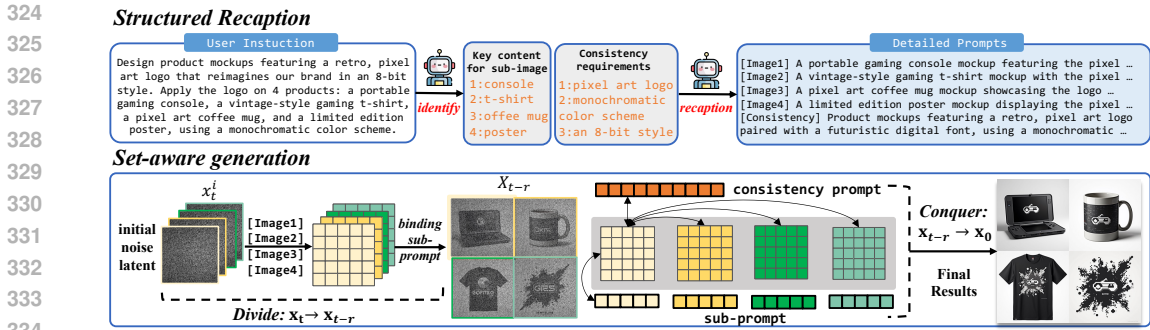 324
325
326
327
328
329
330
331
332
333
Structured Recaption
User Instuction
Design product mockups featuring a retro, pixel
art logo that reimagines our brand in an 8-bit
style. Apply the logo on 4 products: a portable
gaming console, a vintage-style gaming t-shirt,
a pixel art coffee mug, and a limited edition
poster, using a monochromatic color scheme.
identify
Key content
for sub-image
1:console
2:t-shirt
3:offee mug
4:poster
Consistency
requirements
1:pixel art logo
2:monochromatic
color scheme
3:an 8-bit style
recaption
Detailed Prompts
[Image1] A portable gaming console mockup featuring the pixel …
[Image2] A vintage-style gaming t-shirt mockup with the pixel …
[Image3] A pixel art coffee mug mockup showcasing the logo …
[Image4] A limited edition poster mockup displaying the pixel …
[Consistency] Product mockups featuring a retro, pixel art logo
paired with a futuristic digital font, using a monochromatic …
Set-aware generation
initial
noise
latent
x_t^i
[Image1]
[Image2]
[Image3]
[Image4]
binding
sub-
prompt
Divide: x_t → x_{t−r}
X_{t−r}
consistency prompt
sub-prompt
Conquer:
x_{t−r} → x_0
Final
Results